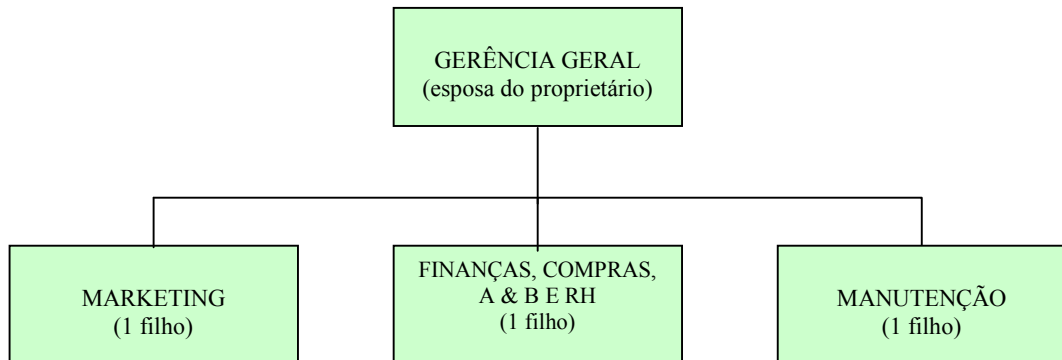 GERÊNCIA GERAL
(esposa do proprietário)
MARKETING
(1 filho)
FINANÇAS, COMPRAS,
A & B E RH
(1 filho)
MANUTENÇÃO
(1 filho)